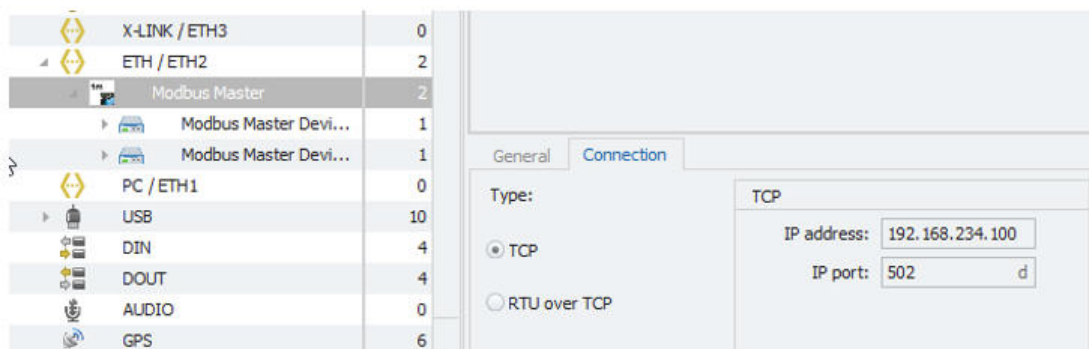 X-LINK / ETH3 0
ETH / ETH2 2
Modbus Master 2
Modbus Master Devi... 1
Modbus Master Devi... 1
PC / ETH1 0
USB 10
DIN 4
DOUT 4
AUDIO 0
GPS 6
General Connection
Type:
TCP
RTU over TCP
TCP
IP address: 192.168.234.100
IP port: 502 d